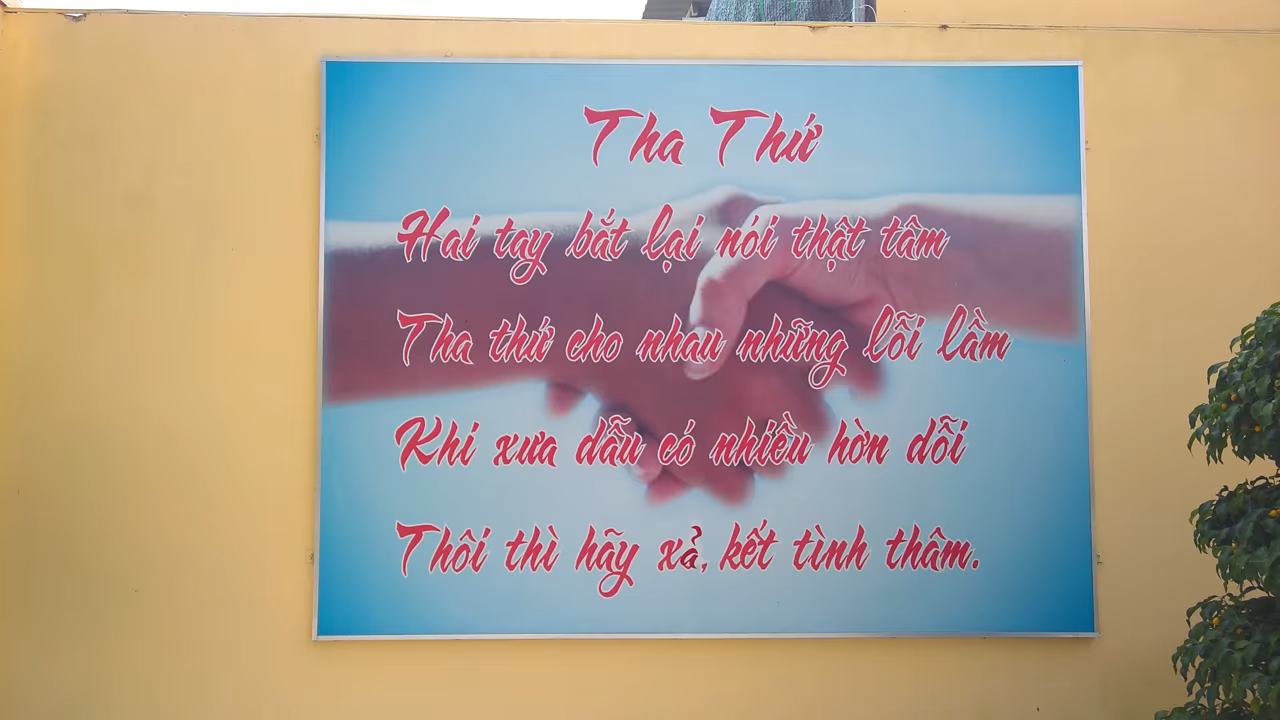 Tha Thứ
Hai tay bắt lại nói thật tâm
Tha thứ cho nhau những lỗi lầm
Khi xưa dẫu có nhiều hờn dỗi
Thôi thì hãy xả, kết tình thâm.